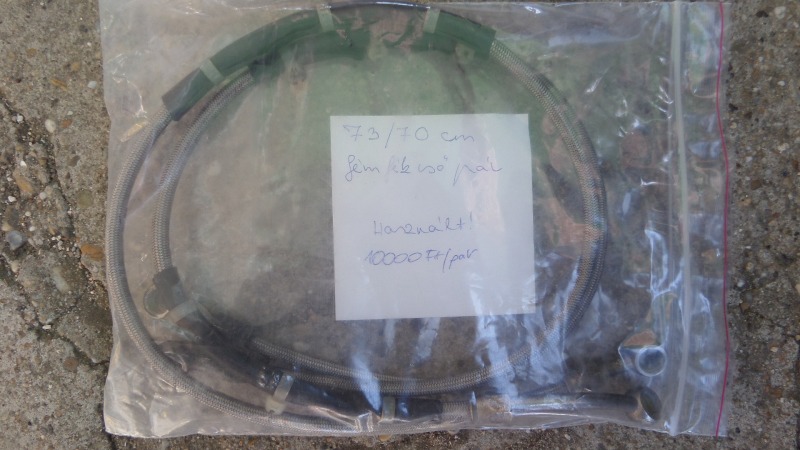 73/70 cm
fém fékcső pár
Használt!
10000 Ft/pár